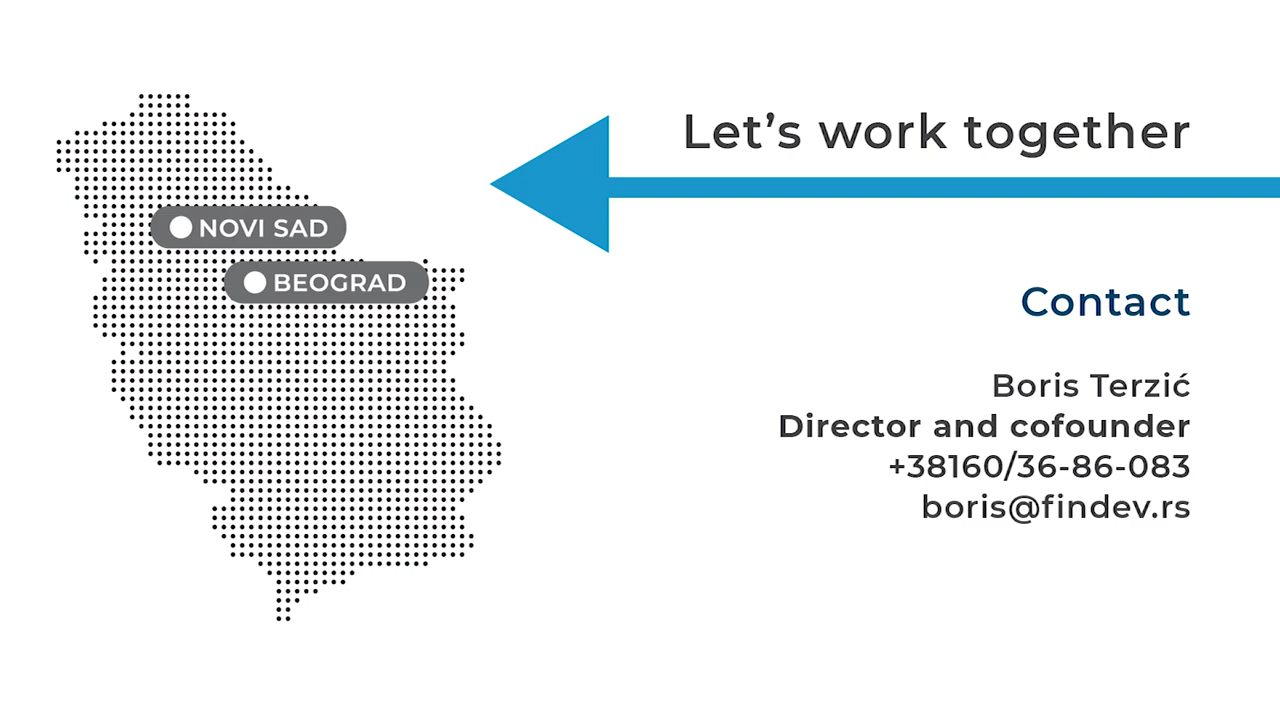 Let’s work together
NOVI SAD
BEOGRAD
Contact
Boris Terzić
Director and cofounder
+38160/36-86-083
boris@findev.rs